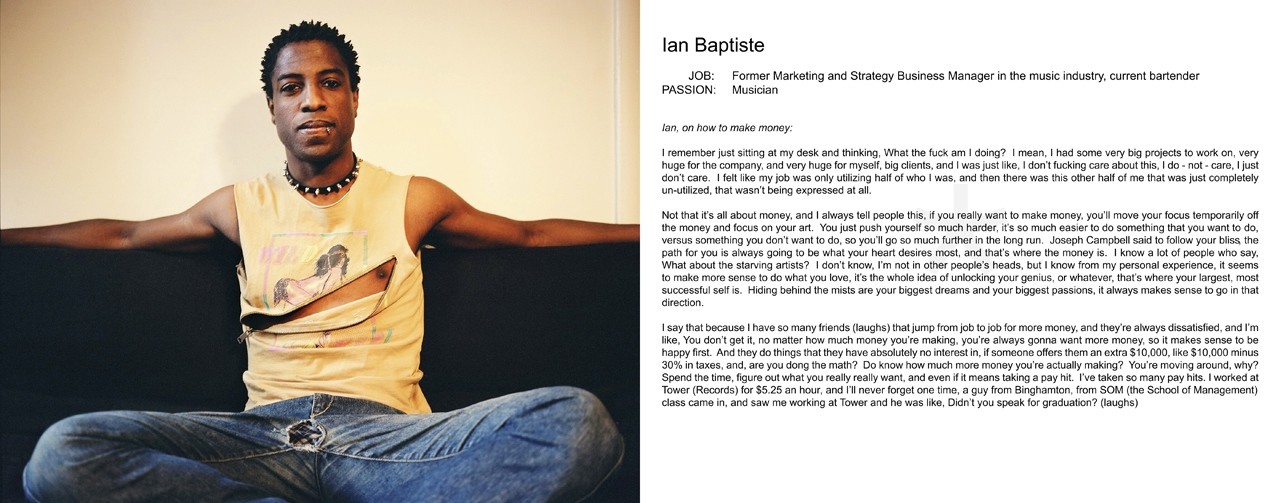 Ian Baptiste
JOB: Former Marketing and Strategy Business Manager in the music industry, current bartender
PASSION: Musician
Ian, on how to make money:
I remember just sitting at my desk and thinking, What the fuck am I doing?  I mean, I had some very big projects to work on, very
huge for the company, and very huge for myself, big clients, and I was just like, I don't fucking care about this, I do - not - care, I just
don't care.  I felt like my job was only utilizing half of who I was, and then there was this other half of me that was just completely
un-utilized, that wasn't being expressed at all.
Not that it's all about money, and I always tell people this, if you really want to make money, you'll move your focus temporarily off
the money and focus on your art.  You just push yourself so much harder, it's so much easier to do something that you want to do,
versus something you don't want to do, so you'll go so much further in the long run.  Joseph Campbell said to follow your bliss, the
path for you is always going to be what your heart desires most, and that's where the money is.  I know a lot of people who say,
What about the starving artists?  I don't know, I'm not in other people's heads, but I know from my personal experience, it seems
to make more sense to do what you love, it's the whole idea of unlocking your genius, or whatever, that's where your largest, most
successful self is.  Hiding behind the mists are your biggest dreams and your biggest passions, it always makes sense to go in that
direction.
I say that because I have so many friends (laughs) that jump from job to job for more money, and they're always dissatisfied, and I'm
like, You don't get it, no matter how much money you're making, you're always gonna want more money, so it makes sense to be
happy first.  And they do things that they have absolutely no interest in, if someone offers them an extra $10,000, like $10,000 minus
30% in taxes, and, are you dong the math?  Do know how much more money you're actually making?  You're moving around, why?
Spend the time, figure out what you really really want, and even if it means taking a pay hit.  I've taken so many pay hits. I worked at
Tower (Records) for $5.25 an hour, and I'll never forget one time, a guy from Binghamton, from SOM (the School of Management)
class came in, and saw me working at Tower and he was like, Didn't you speak for graduation? (laughs)